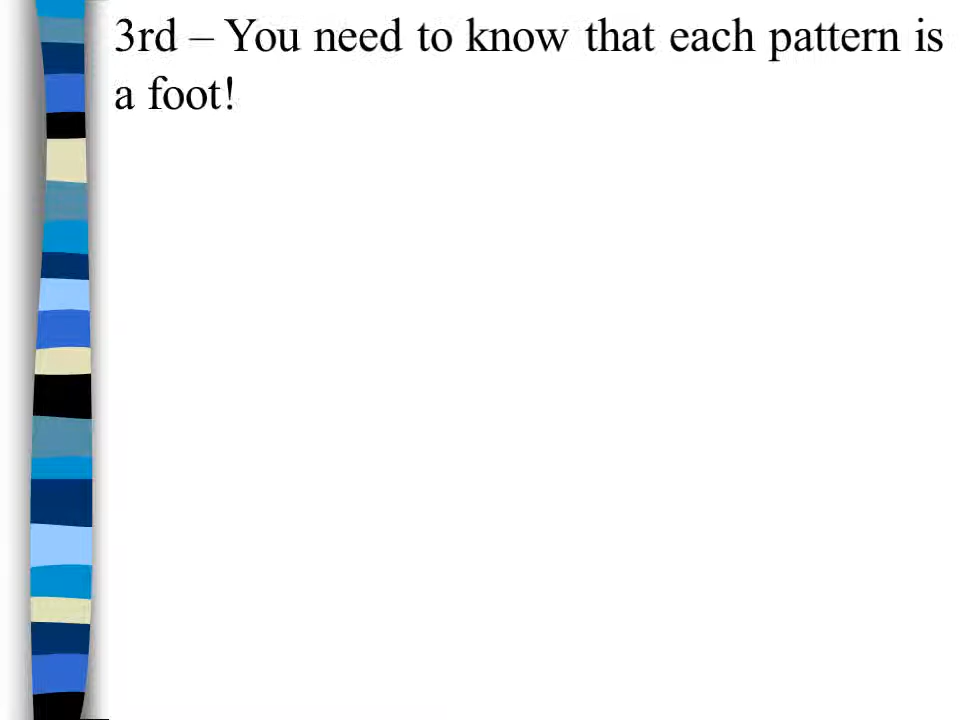 3rd – You need to know that each pattern is
a foot!